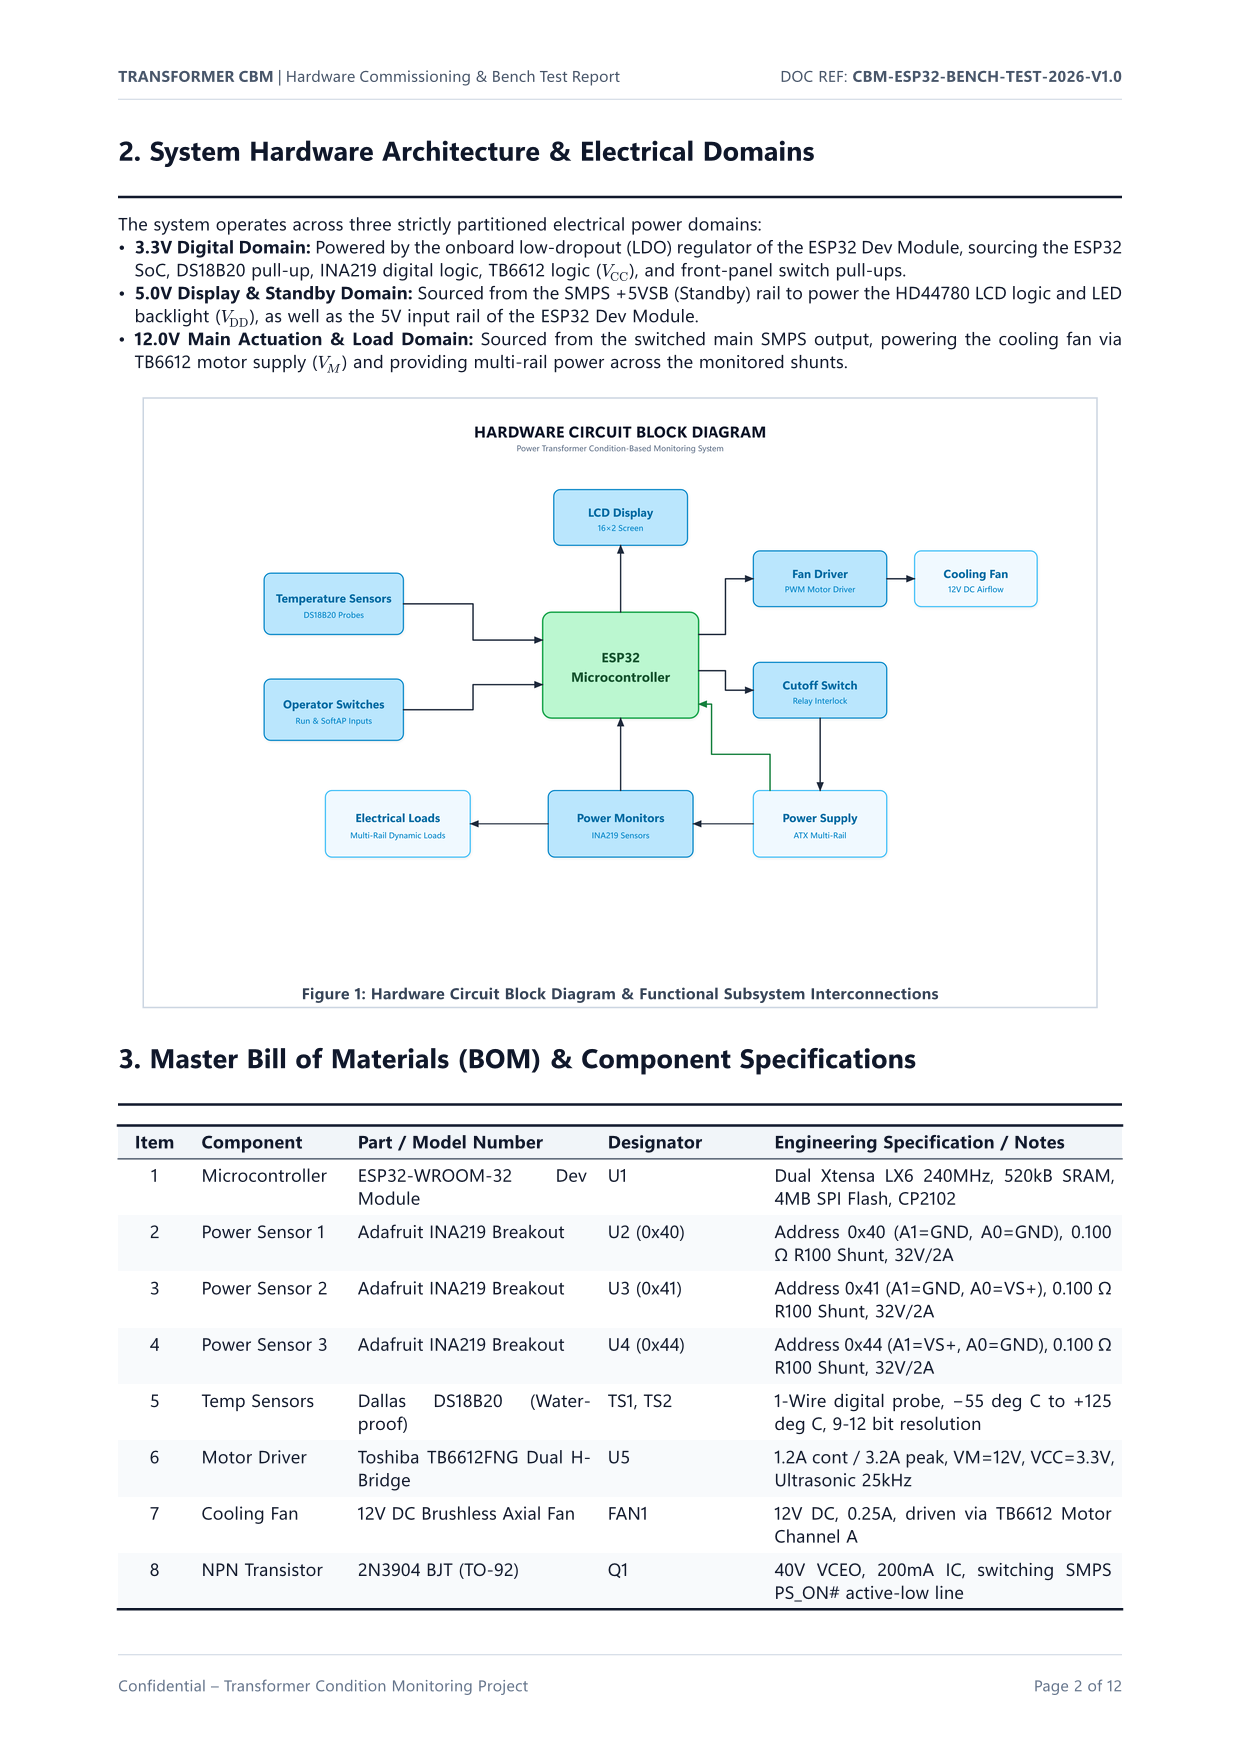 TRANSFORMER CBM | Hardware Commissioning & Bench Test Report
DOC REF: CBM-ESP32-BENCH-TEST-2026-V1.0
2. System Hardware Architecture & Electrical Domains
The system operates across three strictly partitioned electrical power domains:
• 3.3V Digital Domain: Powered by the onboard low-dropout (LDO) regulator of the ESP32 Dev Module, sourcing the ESP32
SoC, DS18B20 pull-up, INA219 digital logic, TB6612 logic (VCC), and front-panel switch pull-ups.
• 5.0V Display & Standby Domain: Sourced from the SMPS +5VSB (Standby) rail to power the HD44780 LCD logic and LED
backlight (VDD), as well as the 5V input rail of the ESP32 Dev Module.
• 12.0V Main Actuation & Load Domain: Sourced from the switched main SMPS output, powering the cooling fan via
TB6612 motor supply (VM) and providing multi-rail power across the monitored shunts.
HARDWARE CIRCUIT BLOCK DIAGRAM
Power Transformer Condition-Based Monitoring System
LCD Display
16×2 Screen
Fan Driver
PWM Motor Driver
Cooling Fan
12V DC Airflow
Temperature Sensors
DS18B20 Probes
ESP32
Microcontroller
Cutoff Switch
Relay Interlock
Operator Switches
Run & SoftAP Inputs
Electrical Loads
Multi-Rail Dynamic Loads
Power Monitors
INA219 Sensors
Power Supply
ATX Multi-Rail
Figure 1: Hardware Circuit Block Diagram & Functional Subsystem Interconnections
3. Master Bill of Materials (BOM) & Component Specifications
Item Component Part / Model Number Designator Engineering Specification / Notes
1 Microcontroller ESP32-WROOM-32 Dev U1 Dual Xtensa LX6 240MHz, 520kB SRAM,
Module 4MB SPI Flash, CP2102
2 Power Sensor 1 Adafruit INA219 Breakout U2 (0x40) Address 0x40 (A1=GND, A0=GND), 0.100
Ω R100 Shunt, 32V/2A
3 Power Sensor 2 Adafruit INA219 Breakout U3 (0x41) Address 0x41 (A1=GND, A0=VS+), 0.100 Ω
R100 Shunt, 32V/2A
4 Power Sensor 3 Adafruit INA219 Breakout U4 (0x44) Address 0x44 (A1=VS+, A0=GND), 0.100 Ω
R100 Shunt, 32V/2A
5 Temp Sensors Dallas DS18B20 (Water- TS1, TS2 1-Wire digital probe, −55 deg C to +125
proof) deg C, 9-12 bit resolution
6 Motor Driver Toshiba TB6612FNG Dual H- U5 1.2A cont / 3.2A peak, VM=12V, VCC=3.3V,
Bridge Ultrasonic 25kHz
7 Cooling Fan 12V DC Brushless Axial Fan FAN1 12V DC, 0.25A, driven via TB6612 Motor
Channel A
8 NPN Transistor 2N3904 BJT (TO-92) Q1 40V VCEO, 200mA IC, switching SMPS
PS_ON# active-low line
Confidential – Transformer Condition Monitoring Project
Page 2 of 12